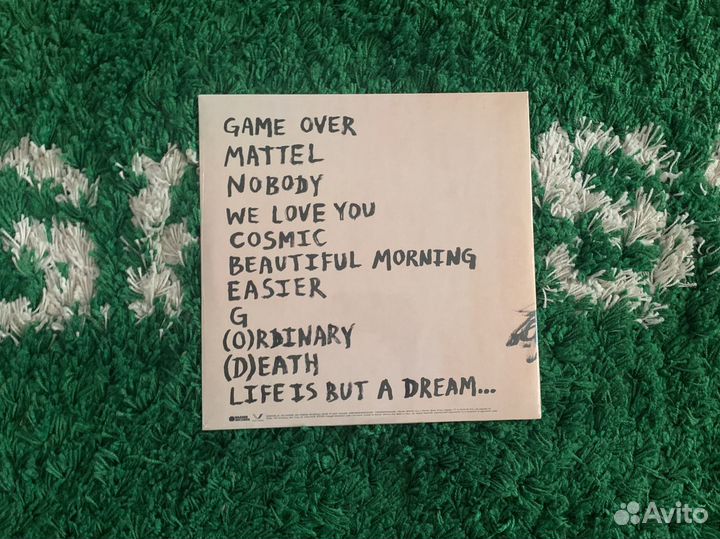 GAME OVER
MATTEL
NOBODY
WE LOVE YOU
COSMIC
BEAUTIFUL MORNING
EASIER
G
(O)RDINARY
(D)EATH
LIFE IS BUT A DREAM...
Avito